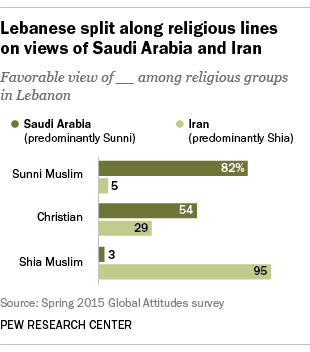 Lebanese split along religious lines
on views of Saudi Arabia and Iran
Favorable view of __ among religious groups
in Lebanon
Saudi Arabia
(predominantly Sunni)
Iran
(predominantly Shia)
Sunni Muslim
82%
5
Christian
54
29
Shia Muslim
3
95
Source: Spring 2015 Global Attitudes survey
PEW RESEARCH CENTER